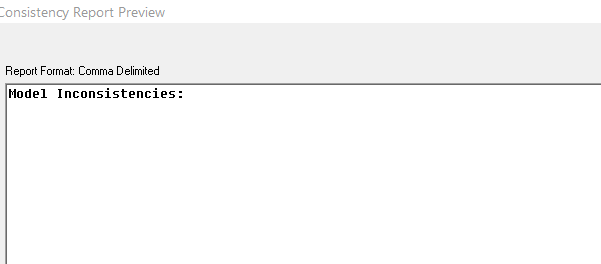 Consistency Report Preview
Report Format: Comma Delimited
Model Inconsistencies: